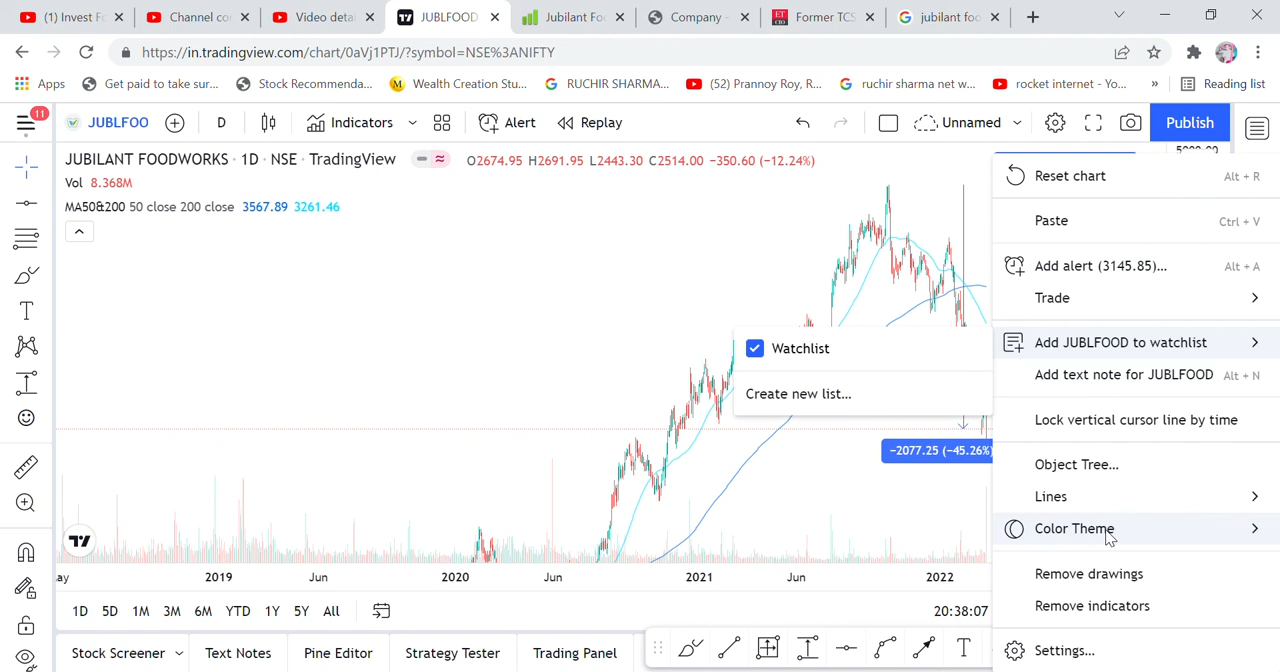 (1) Invest F
Channel co
Video deta
JUBLFOOD
Jubilant Fo
Company -
Former TCS
jubilant foo
https://in.tradingview.com/chart/0aVj1PTJ/?symbol=NSE%3ANIFTY
Apps
Get paid to take sur...
Stock Recommenda...
Wealth Creation Stu...
RUCHIR SHARMA...
(52) Prannoy Roy, R...
ruchir sharma net w...
rocket internet - Yo...
»
Reading list
11
JUBLFOO
D
Indicators
Alert
Replay
Unnamed
Publish
JUBILANT FOODWORKS · 1D · NSE · TradingView
O2674.95 H2691.95 L2443.30 C2514.00 −350.60 (−12.24%)
Vol 8.368M
MA50&200 50 close 200 close 3567.89 3261.46
5000.00
Reset chart Alt + R
Paste Ctrl + V
Add alert (3145.85)... Alt + A
Trade
Add JUBLFOOD to watchlist
Add text note for JUBLFOOD Alt + N
Lock vertical cursor line by time
Object Tree...
Lines
Color Theme
Remove drawings
Remove indicators
Settings...
Watchlist
Create new list...
−2077.25 (−45.26%)
ay 2019 Jun 2020 Jun 2021 Jun 2022
1D 5D 1M 3M 6M YTD 1Y 5Y All
20:38:07
Stock Screener
Text Notes
Pine Editor
Strategy Tester
Trading Panel